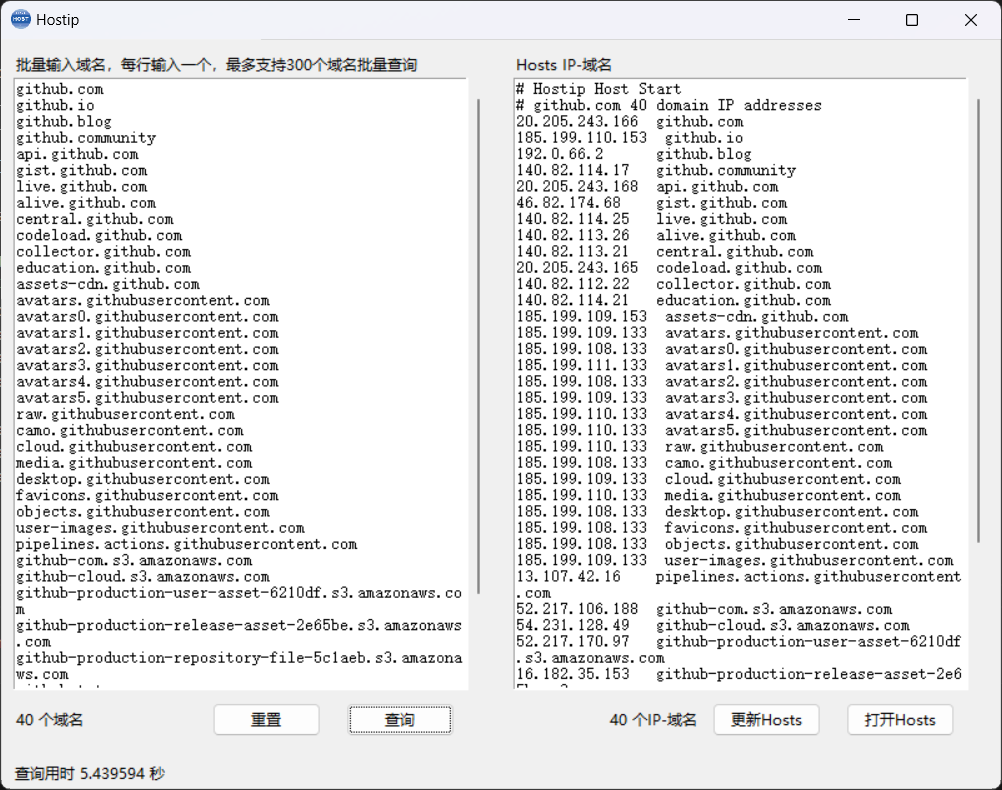 Hostip
批量输入域名，每行输入一个，最多支持300个域名批量查询
github.com
github.io
github.blog
github.community
api.github.com
gist.github.com
live.github.com
alive.github.com
central.github.com
codeload.github.com
collector.github.com
education.github.com
assets-cdn.github.com
avatars.githubusercontent.com
avatars0.githubusercontent.com
avatars1.githubusercontent.com
avatars2.githubusercontent.com
avatars3.githubusercontent.com
avatars4.githubusercontent.com
avatars5.githubusercontent.com
raw.githubusercontent.com
camo.githubusercontent.com
cloud.githubusercontent.com
media.githubusercontent.com
desktop.githubusercontent.com
favicons.githubusercontent.com
objects.githubusercontent.com
user-images.githubusercontent.com
pipelines.actions.githubusercontent.com
github-com.s3.amazonaws.com
github-cloud.s3.amazonaws.com
github-production-user-asset-6210df.s3.amazonaws.co
m
github-production-release-asset-2e65be.s3.amazonaws
.com
github-production-repository-file-5c1aeb.s3.amazona
ws.com
Hosts IP-域名
# Hostip Host Start
# github.com 40 domain IP addresses
20.205.243.166 github.com
185.199.110.153 github.io
192.0.66.2 github.blog
140.82.114.17 github.community
20.205.243.168 api.github.com
46.82.174.68 gist.github.com
140.82.114.25 live.github.com
140.82.113.26 alive.github.com
140.82.113.21 central.github.com
20.205.243.165 codeload.github.com
140.82.112.22 collector.github.com
140.82.114.21 education.github.com
185.199.109.153 assets-cdn.github.com
185.199.109.133 avatars.githubusercontent.com
185.199.108.133 avatars0.githubusercontent.com
185.199.111.133 avatars1.githubusercontent.com
185.199.108.133 avatars2.githubusercontent.com
185.199.109.133 avatars3.githubusercontent.com
185.199.110.133 avatars4.githubusercontent.com
185.199.110.133 avatars5.githubusercontent.com
185.199.110.133 raw.githubusercontent.com
185.199.108.133 camo.githubusercontent.com
185.199.109.133 cloud.githubusercontent.com
185.199.110.133 media.githubusercontent.com
185.199.108.133 desktop.githubusercontent.com
185.199.108.133 favicons.githubusercontent.com
185.199.108.133 objects.githubusercontent.com
185.199.109.133 user-images.githubusercontent.com
13.107.42.16 pipelines.actions.githubusercontent
.com
52.217.106.188 github-com.s3.amazonaws.com
54.231.128.49 github-cloud.s3.amazonaws.com
52.217.170.97 github-production-user-asset-6210df
.s3.amazonaws.com
16.182.35.153 github-production-release-asset-2e6
40 个域名
重置
查询
40 个IP-域名
更新Hosts
打开Hosts
查询用时 5.439594 秒